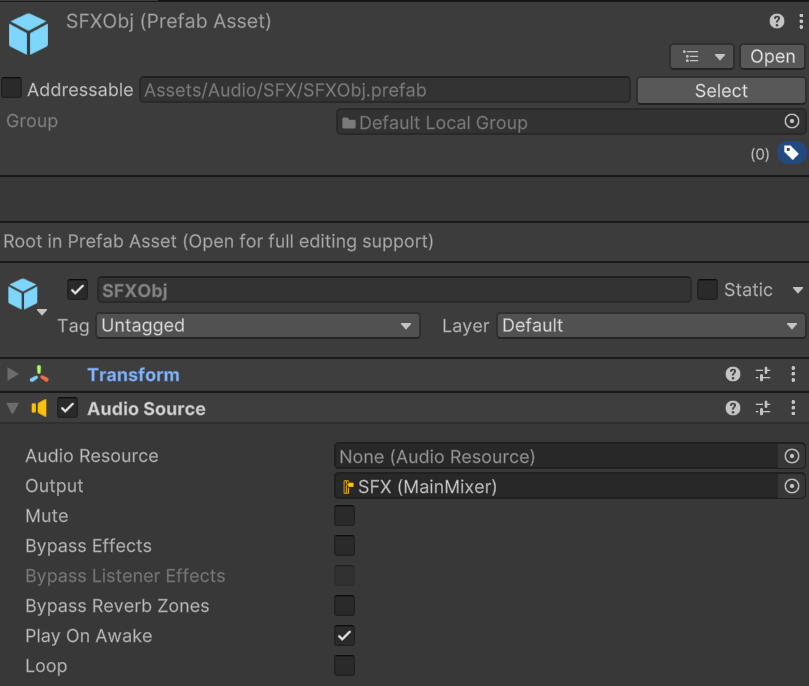 SFXObj (Prefab Asset)
Open
Addressable Assets/Audio/SFX/SFXObj.prefab Select
Group Default Local Group
(0)
Root in Prefab Asset (Open for full editing support)
SFXObj Static
Tag Untagged Layer Default
Transform
Audio Source
Audio Resource None (Audio Resource)
Output SFX (MainMixer)
Mute
Bypass Effects
Bypass Listener Effects
Bypass Reverb Zones
Play On Awake
Loop